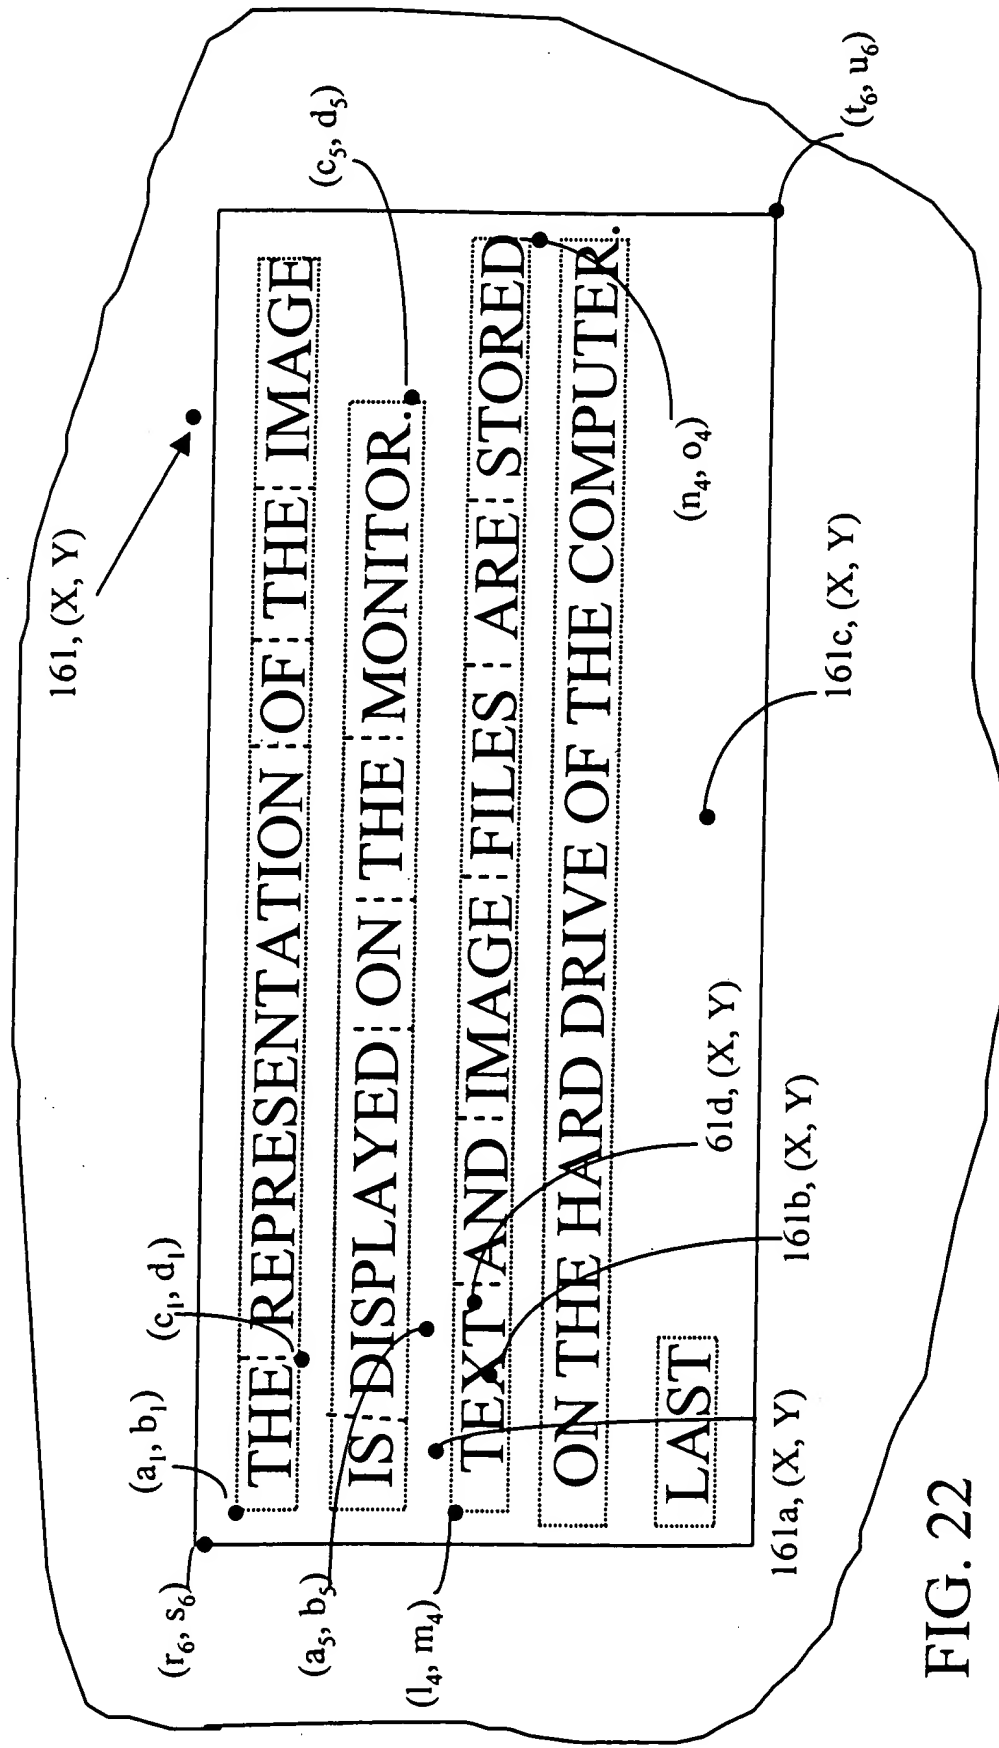 161, (X, Y)
(r₆, s₆)
(a₁, b₁)
(c₁, d₁)
THE REPRESENTATION OF THE IMAGE
(c₅, d₅)
IS DISPLAYED ON THE MONITOR.
(a₅, b₅)
(l₄, m₄)
TEXT AND IMAGE FILES ARE STORED
ON THE HARD DRIVE OF THE COMPUTER.
(n₄, o₄)
LAST
61d, (X, Y)
161a, (X, Y)
161b, (X, Y)
161c, (X, Y)
(t₆, u₆)
FIG. 22